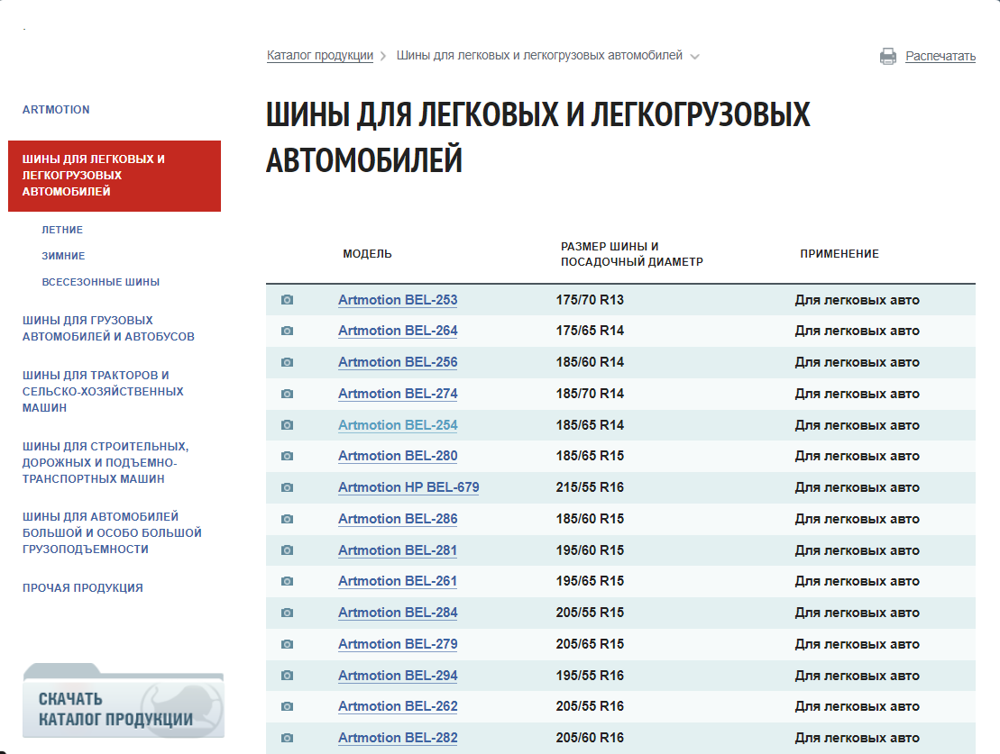 Каталог продукции
Шины для легковых и легкогрузовых автомобилей
Распечатать
ARTMOTION
ШИНЫ ДЛЯ ЛЕГКОВЫХ И
ЛЕГКОГРУЗОВЫХ
АВТОМОБИЛЕЙ
ЛЕТНИЕ
ЗИМНИЕ
ВСЕСЕЗОННЫЕ ШИНЫ
ШИНЫ ДЛЯ ГРУЗОВЫХ
АВТОМОБИЛЕЙ И АВТОБУСОВ
ШИНЫ ДЛЯ ТРАКТОРОВ И
СЕЛЬСКО-ХОЗЯЙСТВЕННЫХ
МАШИН
ШИНЫ ДЛЯ СТРОИТЕЛЬНЫХ,
ДОРОЖНЫХ И ПОДЪЕМНО-
ТРАНСПОРТНЫХ МАШИН
ШИНЫ ДЛЯ АВТОМОБИЛЕЙ
БОЛЬШОЙ И ОСОБО БОЛЬШОЙ
ГРУЗОПОДЪЕМНОСТИ
ПРОЧАЯ ПРОДУКЦИЯ
СКАЧАТЬ
КАТАЛОГ ПРОДУКЦИИ
ШИНЫ ДЛЯ ЛЕГКОВЫХ И ЛЕГКОГРУЗОВЫХ
АВТОМОБИЛЕЙ
МОДЕЛЬ
РАЗМЕР ШИНЫ И
ПОСАДОЧНЫЙ ДИАМЕТР
ПРИМЕНЕНИЕ
Artmotion BEL-253 175/70 R13 Для легковых авто
Artmotion BEL-264 175/65 R14 Для легковых авто
Artmotion BEL-256 185/60 R14 Для легковых авто
Artmotion BEL-274 185/70 R14 Для легковых авто
Artmotion BEL-254 185/65 R14 Для легковых авто
Artmotion BEL-280 185/65 R15 Для легковых авто
Artmotion HP BEL-679 215/55 R16 Для легковых авто
Artmotion BEL-286 185/60 R15 Для легковых авто
Artmotion BEL-281 195/60 R15 Для легковых авто
Artmotion BEL-261 195/65 R15 Для легковых авто
Artmotion BEL-284 205/55 R15 Для легковых авто
Artmotion BEL-279 205/65 R15 Для легковых авто
Artmotion BEL-294 195/55 R16 Для легковых авто
Artmotion BEL-262 205/55 R16 Для легковых авто
Artmotion BEL-282 205/60 R16 Для легковых авто